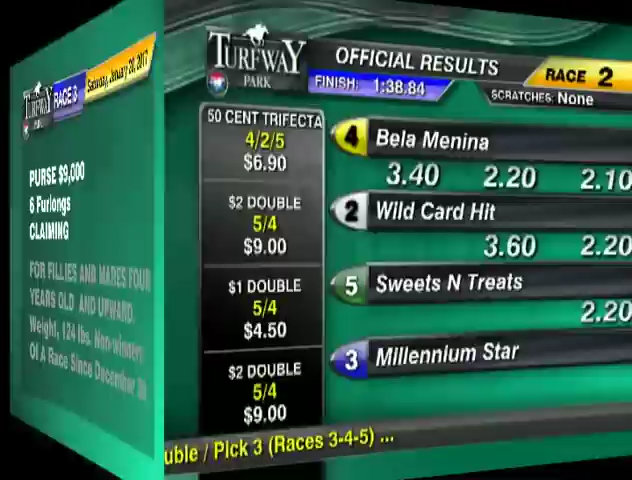 TURFWAY
PARK
RACE 3
PURSE $9,000
6 Furlongs
CLAIMING
FOR FILLIES AND MARES FOUR
YEARS OLD AND UPWARD.
Weight, 124 lbs. Non-winners
Of A Race Since December
TURFWAY
PARK
OFFICIAL RESULTS
FINISH: 1:38.84
RACE 2
SCRATCHES: None
50 CENT TRIFECTA
4/2/5
$6.90
$2 DOUBLE
5/4
$9.00
$1 DOUBLE
5/4
$4.50
$2 DOUBLE
5/4
$9.00
4 Bela Menina
3.40 2.20 2.10
2 Wild Card Hit
3.60 2.20
5 Sweets N Treats
2.20
3 Millennium Star
uble / Pick 3 (Races 3-4-5) ...